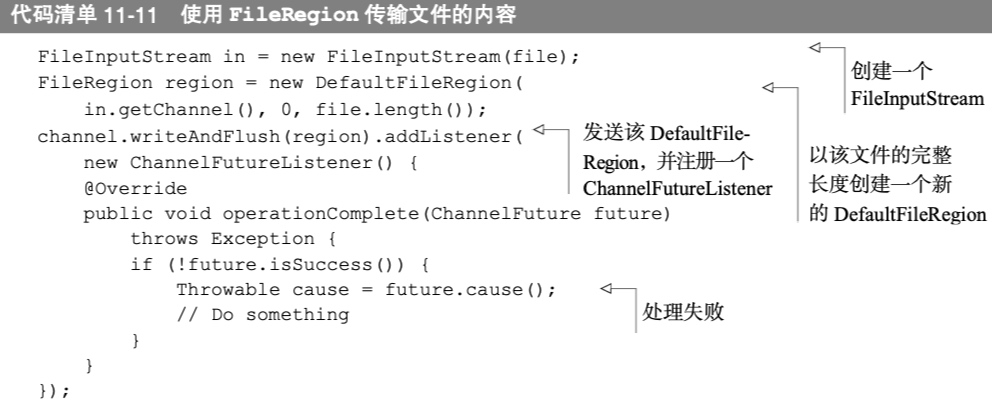 代码清单 11-11 使用 FileRegion 传输文件的内容
FileInputStream in = new FileInputStream(file);
FileRegion region = new DefaultFileRegion(
in.getChannel(), 0, file.length());
channel.writeAndFlush(region).addListener(
new ChannelFutureListener() {
@Override
public void operationComplete(ChannelFuture future)
throws Exception {
if (!future.isSuccess()) {
Throwable cause = future.cause();
// Do something
}
}
});
创建一个
FileInputStream
发送该 DefaultFile-
Region，并注册一个
ChannelFutureListener
以该文件的完整
长度创建一个新
的 DefaultFileRegion
处理失败